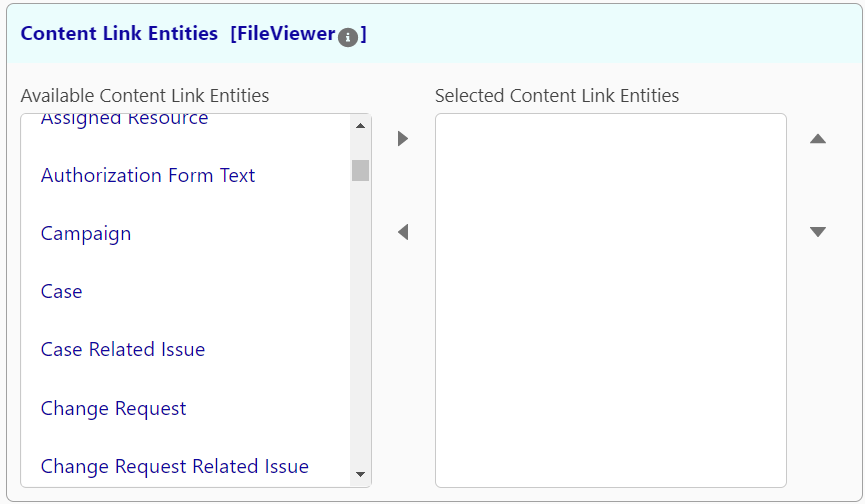 Content Link Entities [FileViewer i ]
Available Content Link Entities
Selected Content Link Entities
Assigned Resource
Authorization Form Text
Campaign
Case
Case Related Issue
Change Request
Change Request Related Issue